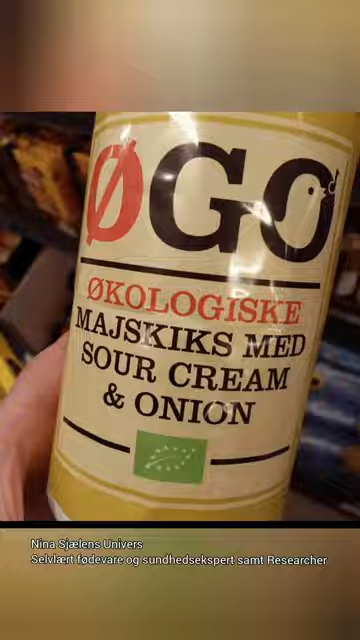 ØGO
ØKOLOGISKE
MAJSKIKS MED
SOUR CREAM
& ONION
Nina Sjælens Univers
Selvlært fødevare og sundhedsekspert samt Researcher